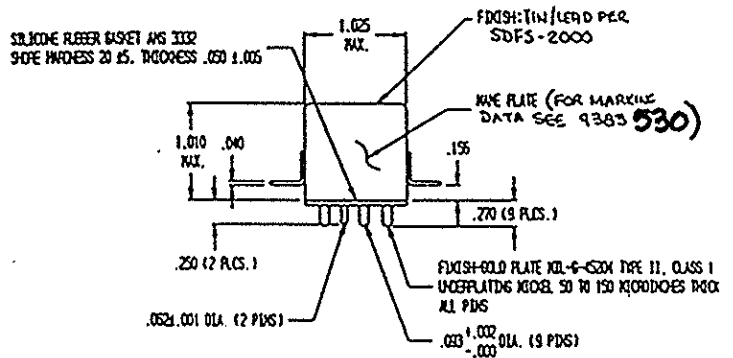 1.025
MAX.
FINISH: TIN/LEAD PER
SDFS-2000
SILICONE RUBBER GASKET AMS 3332
SHORE HARDNESS 20 ±5. THICKNESS .050 ±.005
NAME PLATE (FOR MARKING
DATA SEE 9383 530)
1.010
MAX.
.040
.156
.270 (9 PLCS.)
.250 (2 PLCS.)
FINISH-GOLD PLATE MIL-G-45204 TYPE II, CLASS 1
UNDERPLATING NICKEL 50 TO 150 MICROINCHES THICK
ALL PINS
.062±.001 DIA. (2 PINS)
.093 +.002 -.000 DIA. (9 PINS)